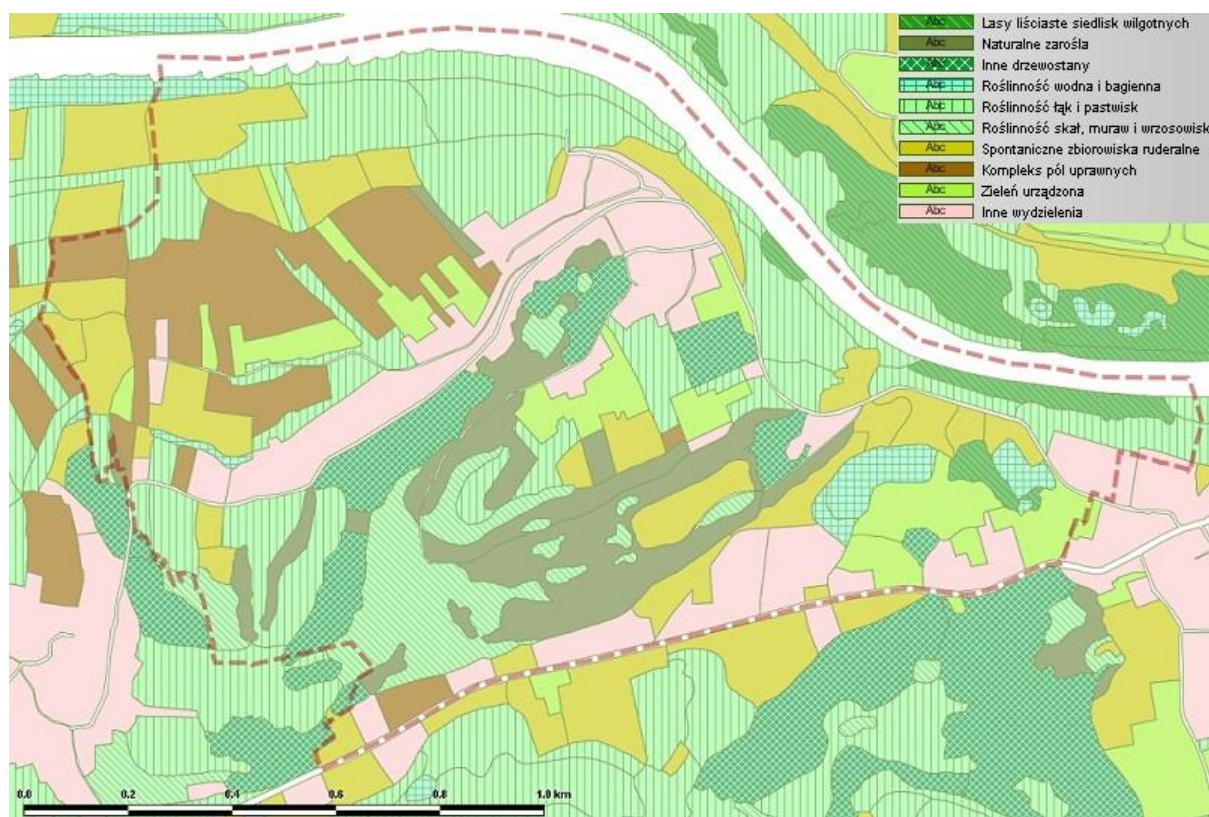 Abc Lasy liściaste siedlisk wilgotnych
Abc Naturalne zarośla
Abc Inne drzewostany
Abc Roślinność wodna i bagienna
Abc Roślinność łąk i pastwisk
Abc Roślinność skał, muraw i wrzosowisk
Abc Spontaniczne zbiorowiska ruderalne
Abc Kompleks pól uprawnych
Abc Zieleń urządzona
Abc Inne wydzielenia
0.0 0.2 0.4 0.6 0.8 1.0 km